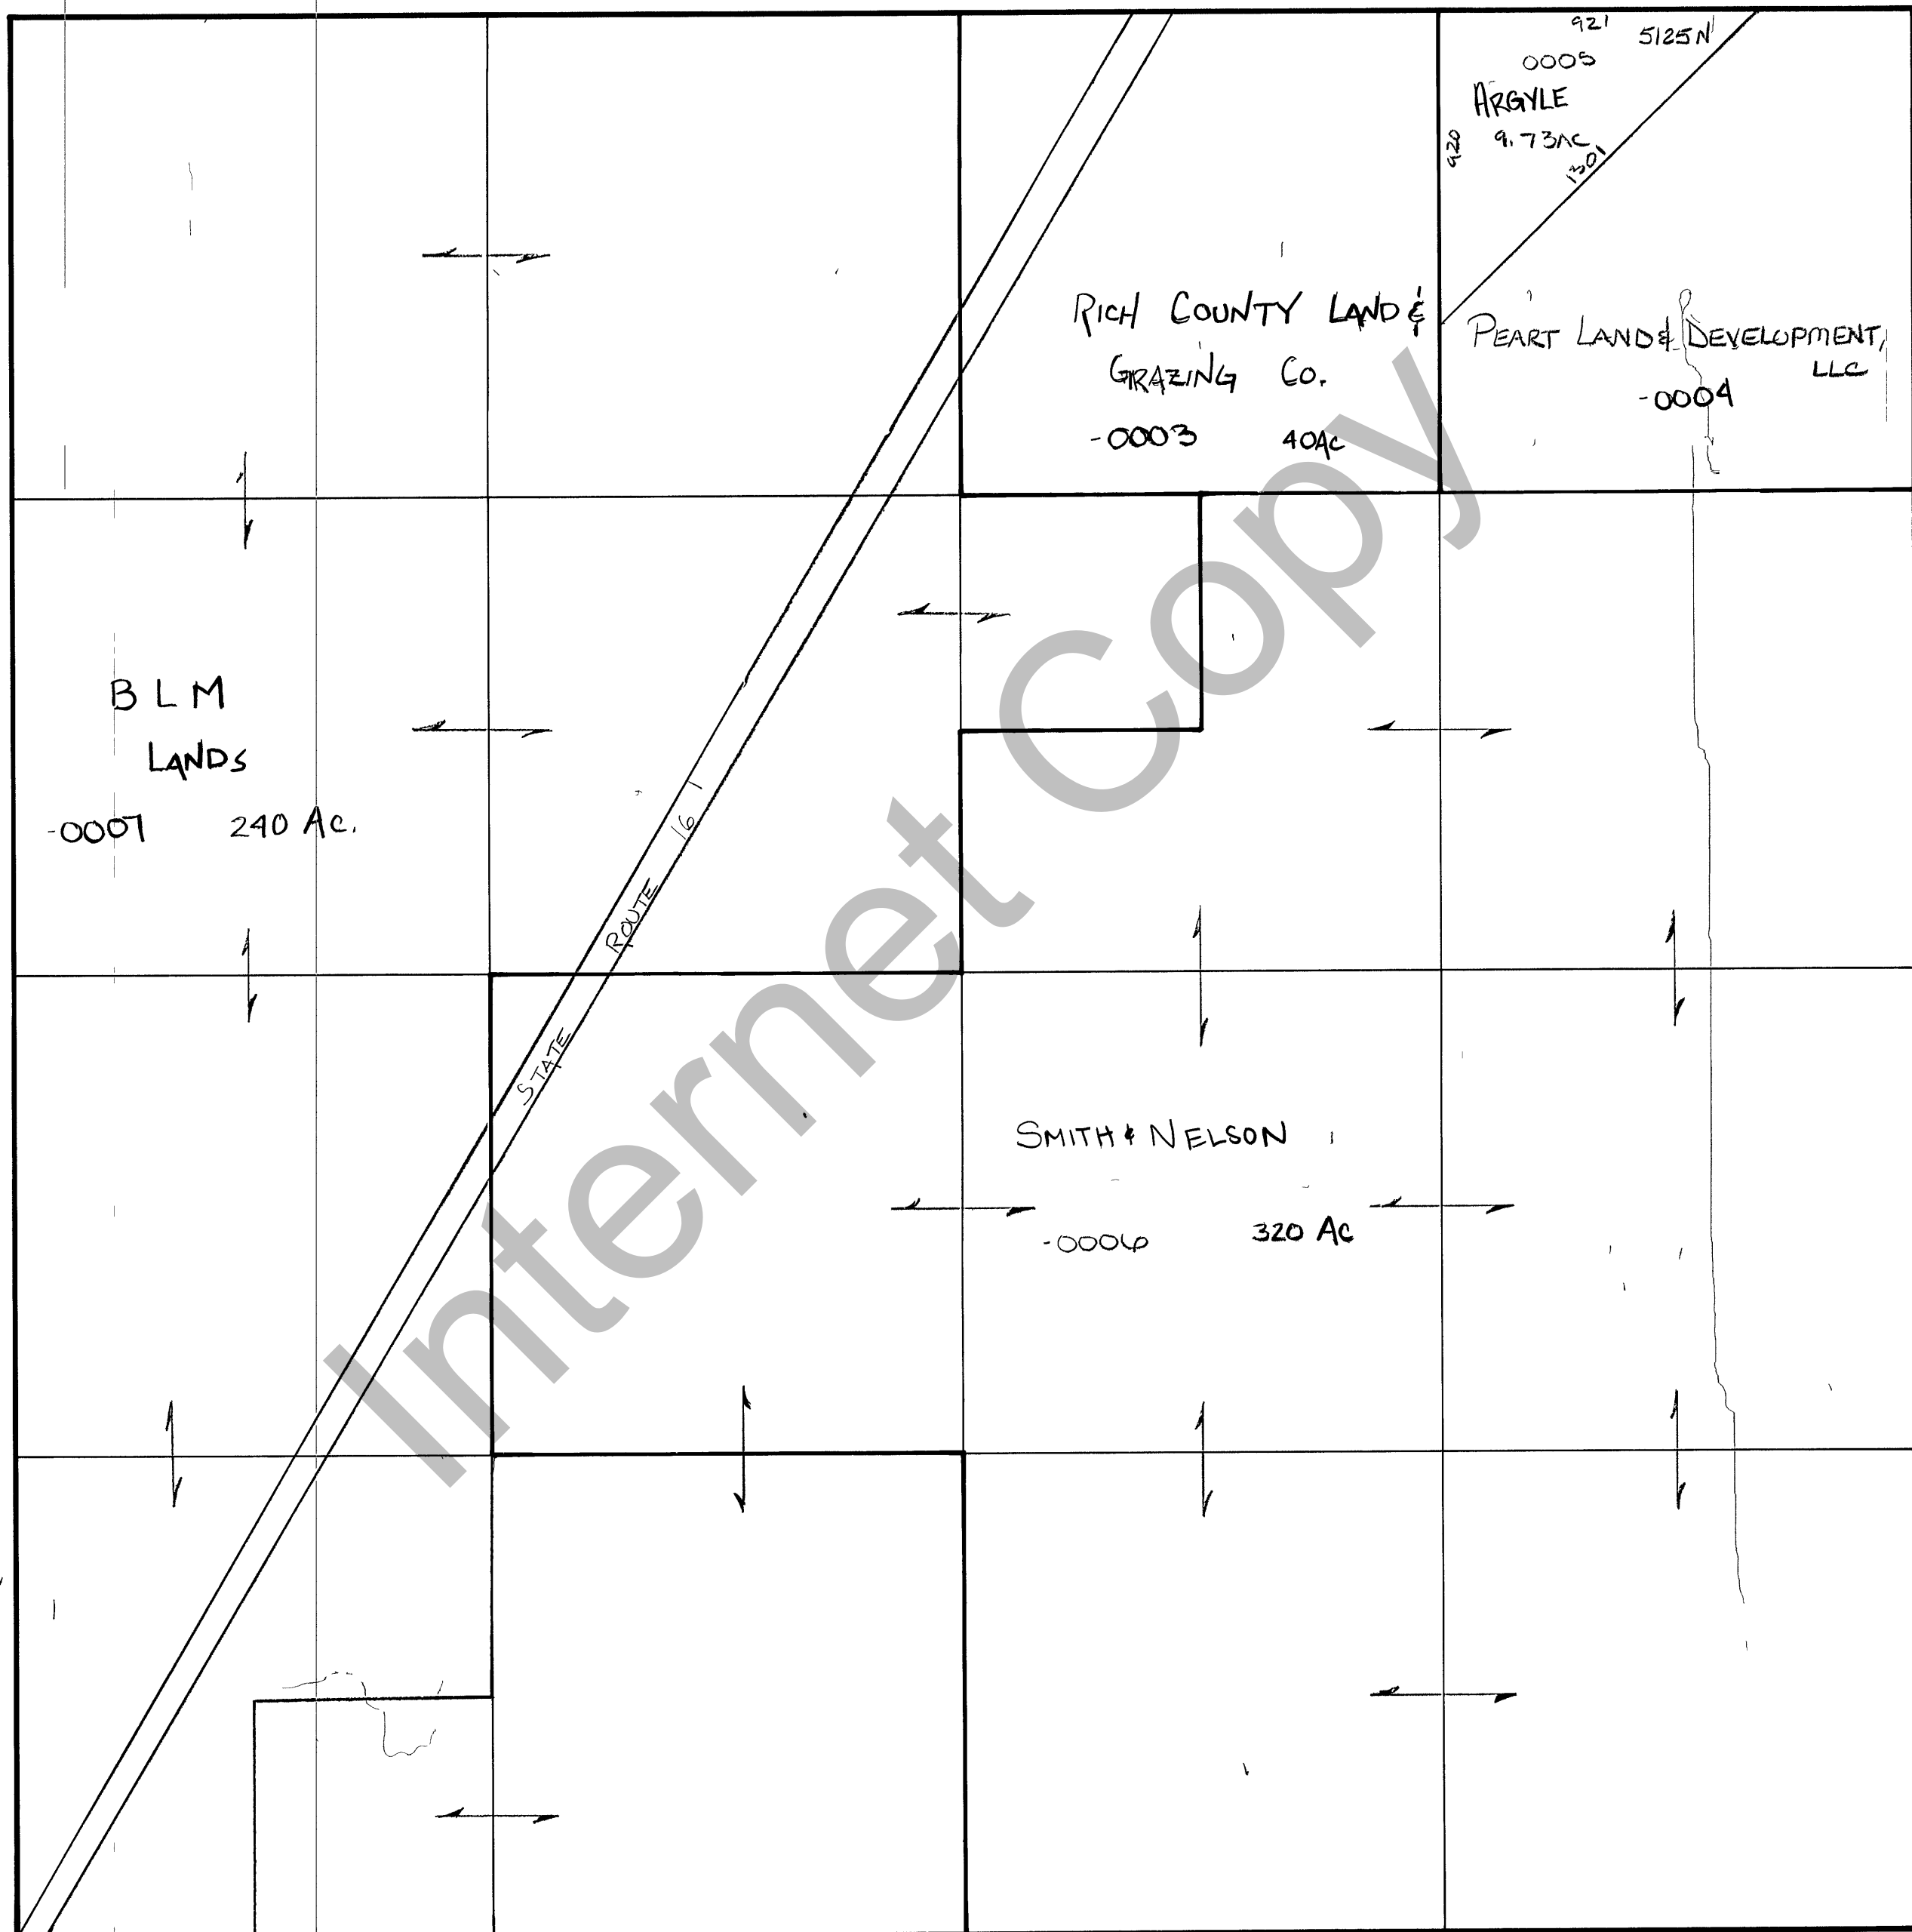 921 5125N
0005
ARGYLE
9.73AC
920
1301
RICH COUNTY LAND &
GRAZING CO.
-0003 40AC
PEART LAND & DEVELOPMENT,
LLC
-0004
BLM
LANDS
-0007 240 AC.
STATE ROUTE 16
SMITH & NELSON
-0006 320 AC
Internet Copy